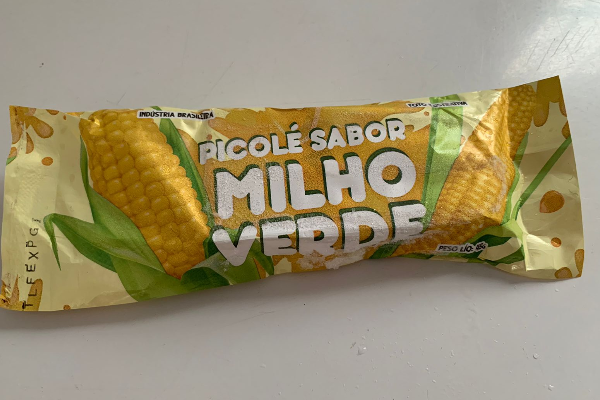 INDÚSTRIA BRASILEIRA
PICOLÉ SABOR
MILHO
VERDE